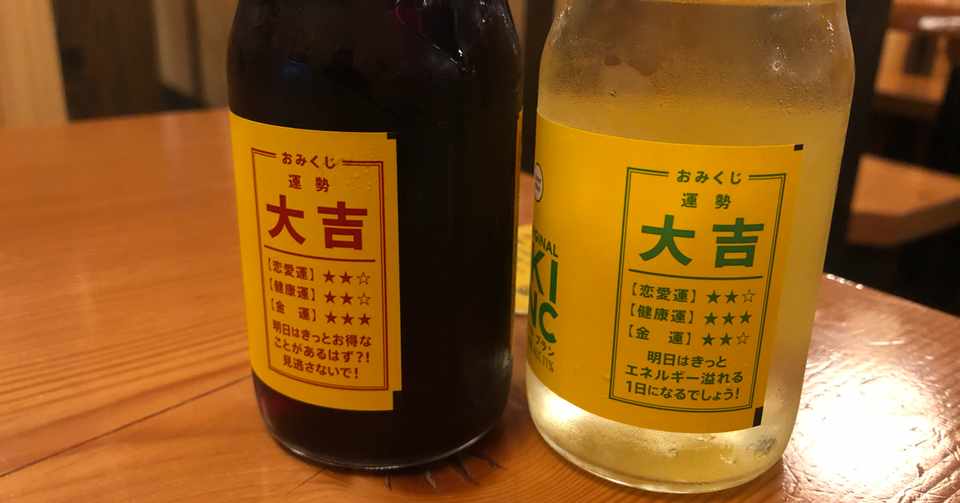 おみくじ
運勢
大吉
【恋愛運】★★☆
【健康運】★★☆
【金 運】★★★
明日はきっとお得な
ことがあるはず?!
見逃さないで!
おみくじ
運勢
大吉
【恋愛運】★★☆
【健康運】★★★
【金 運】★★☆
明日はきっと
エネルギー溢れる
1日になるでしょう!
INAL
KI
NC